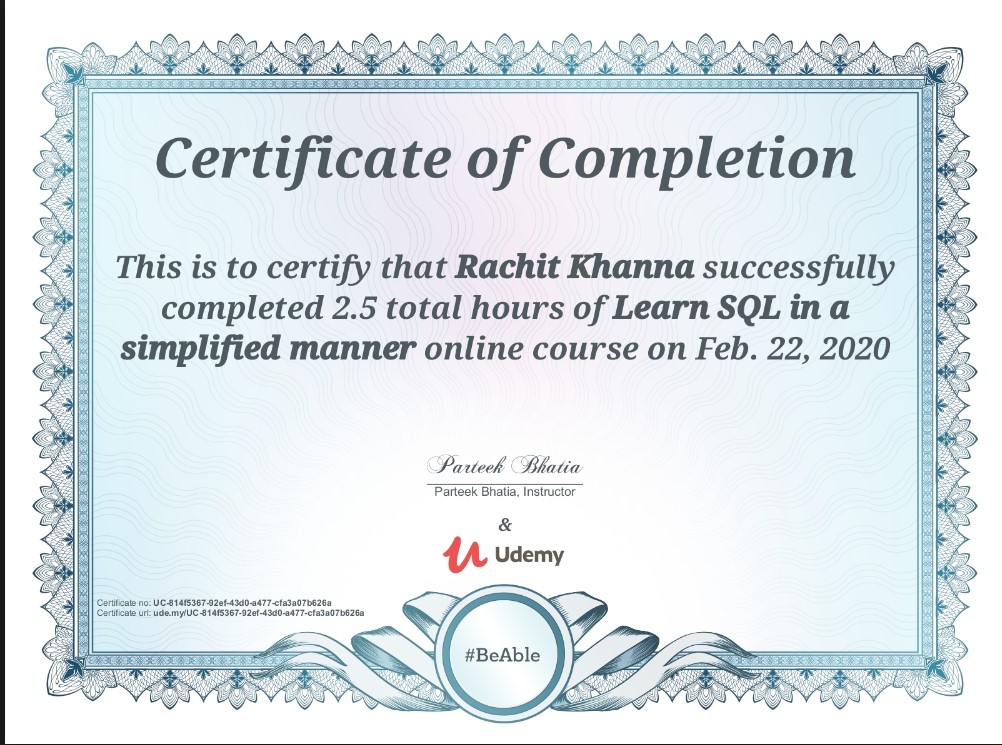 Certificate of Completion
This is to certify that Rachit Khanna successfully
completed 2.5 total hours of Learn SQL in a
simplified manner online course on Feb. 22, 2020
Parteek Bhatia
Parteek Bhatia, Instructor
&
Udemy
Certificate no: UC-814f5367-92ef-43d0-a477-cfa3a07b626a
Certificate url: ude.my/UC-814f5367-92ef-43d0-a477-cfa3a07b626a
#BeAble